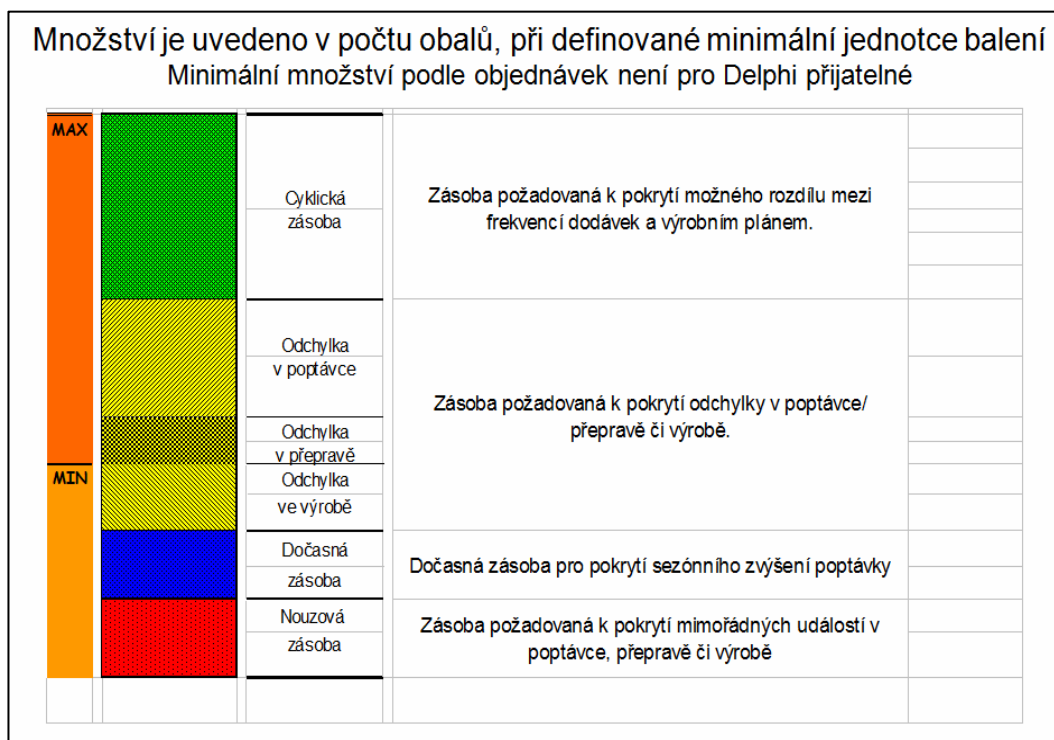 Množství je uvedeno v počtu obalů, při definované minimální jednotce balení
Minimální množství podle objednávek není pro Delphi přijatelné
MAX
Cyklická
zásoba
Zásoba požadovaná k pokrytí možného rozdílu mezi
frekvencí dodávek a výrobním plánem.
Odchylka
v poptávce
Odchylka
v přepravě
Zásoba požadovaná k pokrytí odchylky v poptávce/
přepravě či výrobě.
MIN
Odchylka
ve výrobě
Dočasná
zásoba
Dočasná zásoba pro pokrytí sezónního zvýšení poptávky
Nouzová
zásoba
Zásoba požadovaná k pokrytí mimořádných událostí v
poptávce, přepravě či výrobě